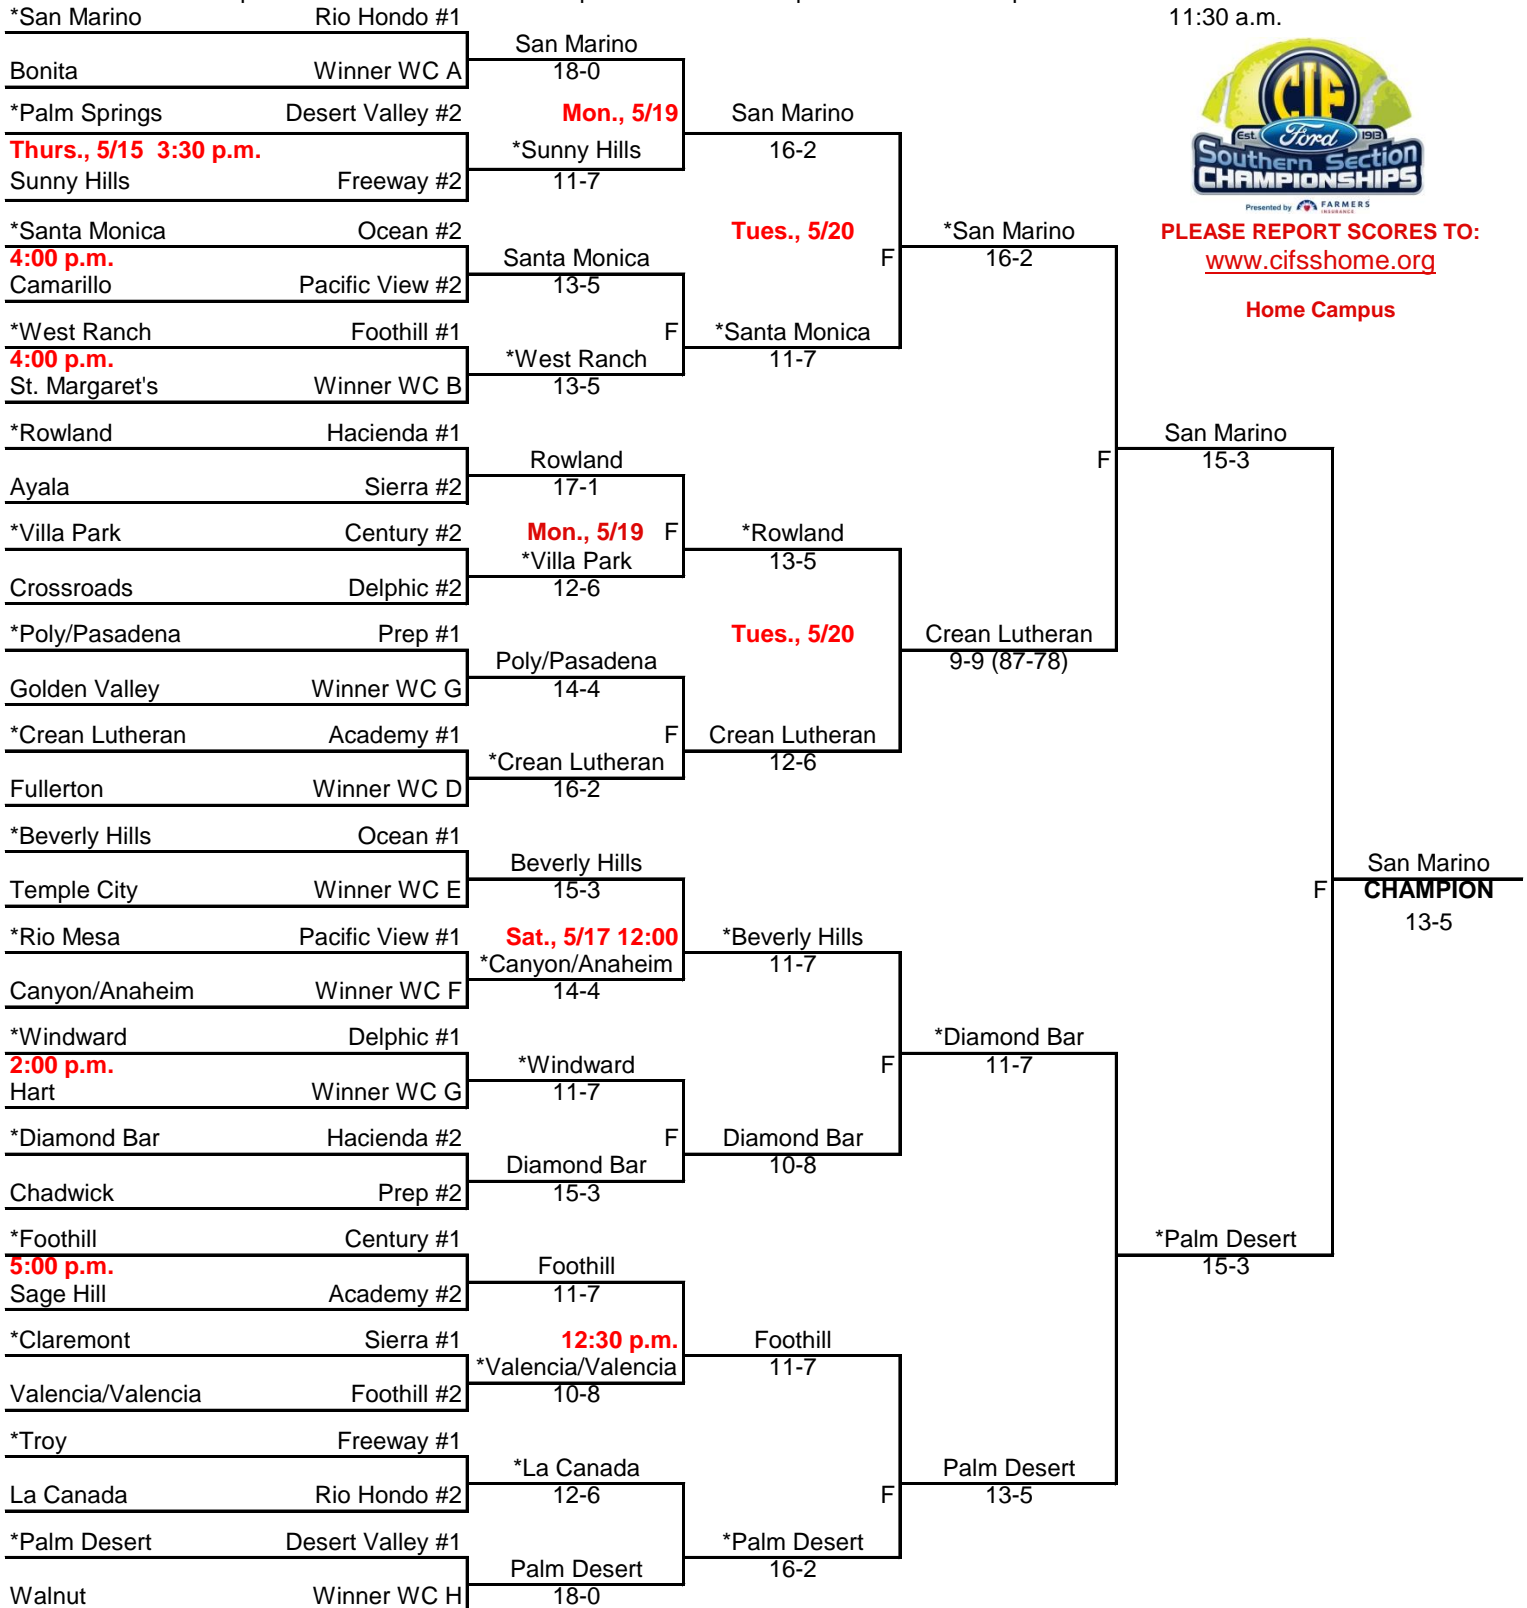 *San Marino Rio Hondo #1
11:30 a.m.
San Marino
Bonita Winner WC A
18-0
*Palm Springs Desert Valley #2
Mon., 5/19
San Marino
Thurs., 5/15 3:30 p.m.
*Sunny Hills
16-2
Sunny Hills Freeway #2
11-7
CIF
Est. Ford 1913
Southern Section
CHAMPIONSHIPS
Presented by FARMERS
INSURANCE
*Santa Monica Ocean #2
Tues., 5/20
*San Marino
PLEASE REPORT SCORES TO:
4:00 p.m.
Santa Monica
F
16-2
www.cifsshome.org
Camarillo Pacific View #2
13-5
Home Campus
*West Ranch Foothill #1
F
*Santa Monica
4:00 p.m.
*West Ranch
11-7
St. Margaret's Winner WC B
13-5
*Rowland Hacienda #1
San Marino
Rowland
F
15-3
Ayala Sierra #2
17-1
*Villa Park Century #2
Mon., 5/19 F
*Rowland
*Villa Park
13-5
Crossroads Delphic #2
12-6
*Poly/Pasadena Prep #1
Tues., 5/20
Crean Lutheran
Poly/Pasadena
9-9 (87-78)
Golden Valley Winner WC G
14-4
*Crean Lutheran Academy #1
F
Crean Lutheran
*Crean Lutheran
12-6
Fullerton Winner WC D
16-2
*Beverly Hills Ocean #1
Beverly Hills
San Marino
Temple City Winner WC E
15-3
F
CHAMPION
13-5
*Rio Mesa Pacific View #1
Sat., 5/17 12:00
*Beverly Hills
*Canyon/Anaheim
11-7
Canyon/Anaheim Winner WC F
14-4
*Windward Delphic #1
*Diamond Bar
2:00 p.m.
*Windward
F
11-7
Hart Winner WC G
11-7
*Diamond Bar Hacienda #2
F
Diamond Bar
Diamond Bar
10-8
Chadwick Prep #2
15-3
*Foothill Century #1
*Palm Desert
5:00 p.m.
Foothill
15-3
Sage Hill Academy #2
11-7
*Claremont Sierra #1
12:30 p.m.
Foothill
*Valencia/Valencia
11-7
Valencia/Valencia Foothill #2
10-8
*Troy Freeway #1
*La Canada
Palm Desert
La Canada Rio Hondo #2
12-6
F
13-5
*Palm Desert Desert Valley #1
*Palm Desert
Palm Desert
16-2
Walnut Winner WC H
18-0